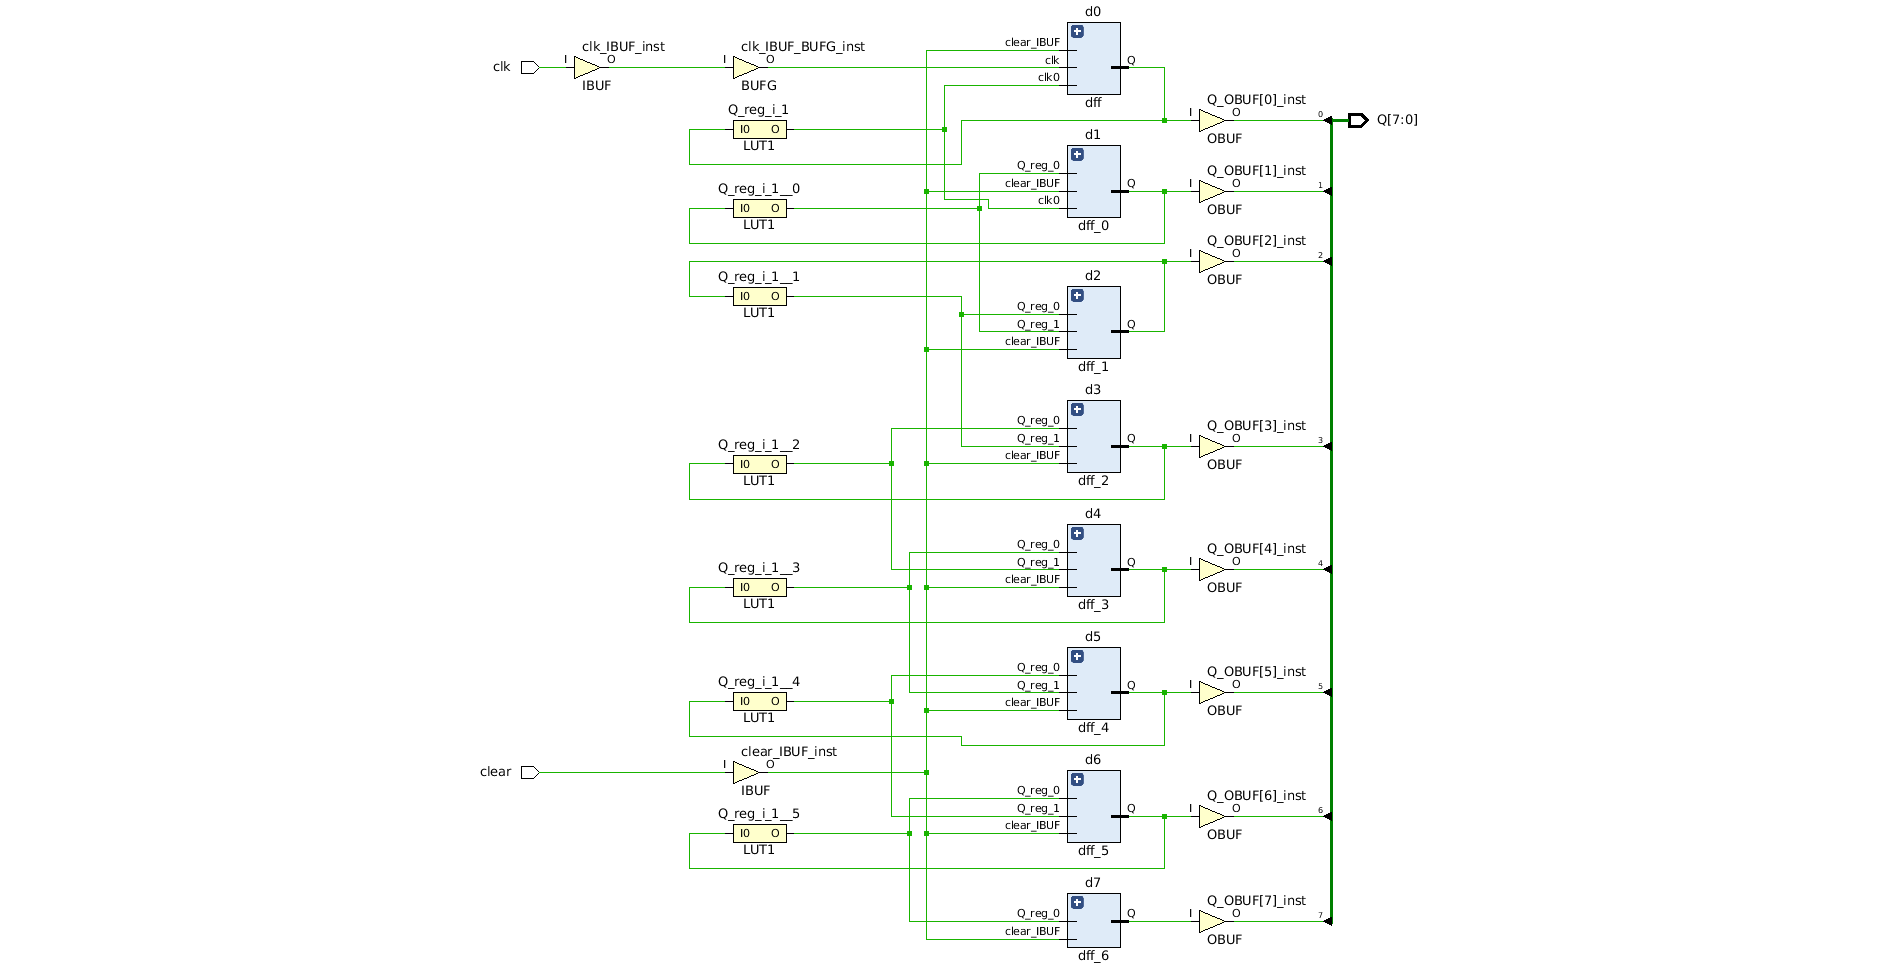 d0
clk_IBUF_inst
clk_IBUF_BUFG_inst
clear_IBUF
clk
I
O
I
O
clk
Q
IBUF
BUFG
clk0
dff
Q_reg_i_1
I0
O
LUT1
Q_OBUF[0]_inst
I
O
OBUF
0
Q[7:0]
d1
Q_reg_0
clear_IBUF
clk0
Q
dff_0
Q_OBUF[1]_inst
I
O
OBUF
1
Q_reg_i_1__0
I0
O
LUT1
Q_OBUF[2]_inst
I
O
OBUF
2
Q_reg_i_1__1
I0
O
LUT1
d2
Q_reg_0
Q_reg_1
clear_IBUF
Q
dff_1
d3
Q_reg_0
Q_reg_1
clear_IBUF
Q
dff_2
Q_OBUF[3]_inst
I
O
OBUF
3
Q_reg_i_1__2
I0
O
LUT1
d4
Q_reg_0
Q_reg_1
clear_IBUF
Q
dff_3
Q_OBUF[4]_inst
I
O
OBUF
4
Q_reg_i_1__3
I0
O
LUT1
d5
Q_reg_0
Q_reg_1
clear_IBUF
Q
dff_4
Q_OBUF[5]_inst
I
O
OBUF
5
Q_reg_i_1__4
I0
O
LUT1
clear
clear_IBUF_inst
I
O
IBUF
d6
Q_reg_0
Q_reg_1
clear_IBUF
Q
dff_5
Q_OBUF[6]_inst
I
O
OBUF
6
Q_reg_i_1__5
I0
O
LUT1
d7
Q_reg_0
clear_IBUF
Q
dff_6
Q_OBUF[7]_inst
I
O
OBUF
7